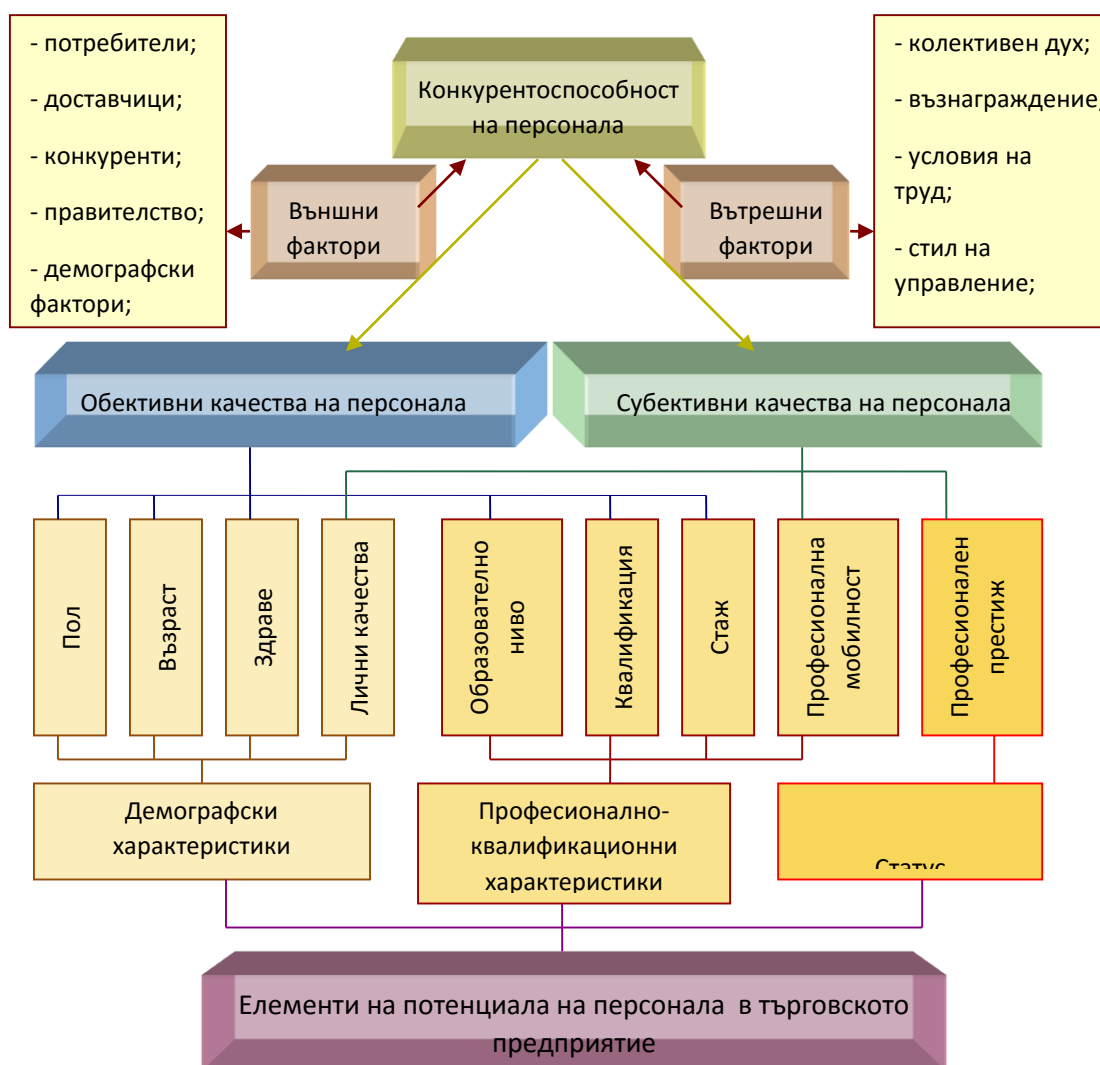 - потребители;
- доставчици;
- конкуренти;
- правителство;
- демографски
фактори;
Конкурентоспособност
на персонала
- колективен дух;
- възнаграждение;
- условия на
труд;
- стил на
управление;
Външни
фактори
Вътрешни
фактори
Обективни качества на персонала
Субективни качества на персонала
Пол
Възраст
Здраве
Лични качества
Образователно
ниво
Квалификация
Стаж
Професионална
мобилност
Професионален
престиж
Демографски
характеристики
Професионално-
квалификационни
характеристики
Статус
Елементи на потенциала на персонала в търговското
предприятие